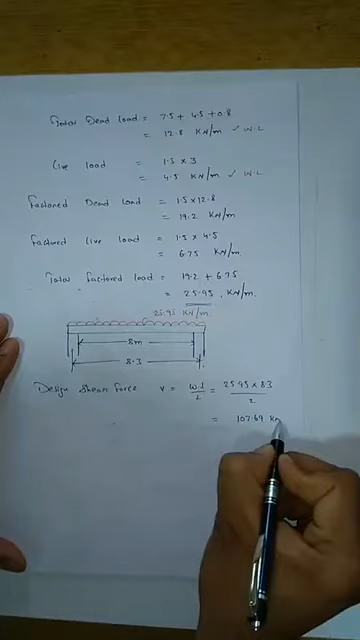 Total Dead load = 7.5 + 4.5 + 0.8
= 12.8 KN/m ✓ W.L
Live load = 1.5 x 3
= 4.5 KN/m ✓ W.L
Factored Dead load = 1.5 x 12.8
= 19.2 KN/m
Factored Live load = 1.5 x 4.5
= 6.75 KN/m.
Total Factored load = 19.2 + 6.75
= 25.95 KN/m.
25.95 KN/m.
8m
8.3
Design Shear Force V = W.l/2 = 25.95 x 8.3/2
= 107.69 KN